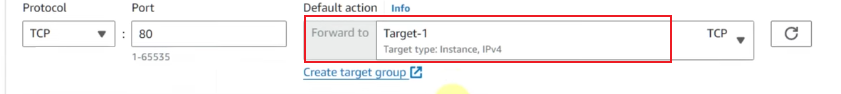 Protocol Port Default action Info
TCP : 80 Forward to Target-1 TCP
Target type: Instance, IPv4
1-65535
Create target group